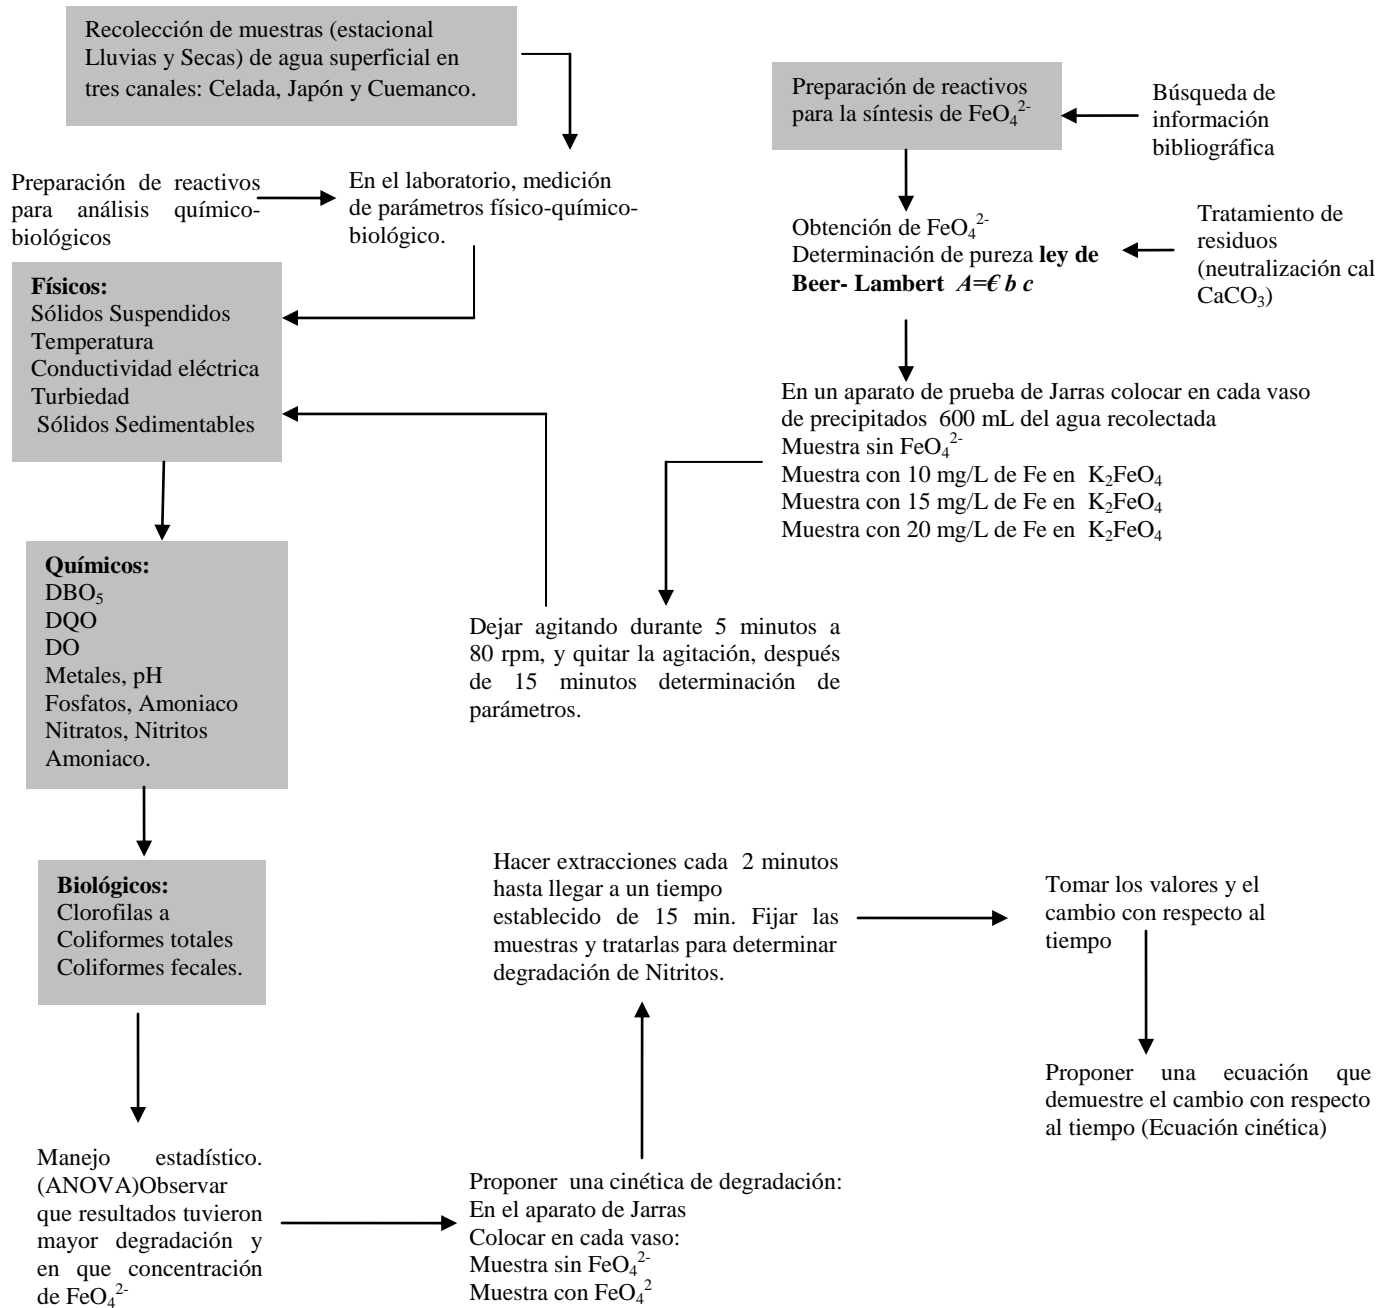 Recolección de muestras (estacional
Lluvias y Secas) de agua superficial en
tres canales: Celada, Japón y Cuemanco.
Preparación de reactivos
para la síntesis de FeO₄²⁻
Búsqueda de
información
bibliográfica
Preparación de reactivos
para análisis químico-
biológicos
En el laboratorio, medición
de parámetros físico-químico-
biológico.
Obtención de FeO₄²⁻
Determinación de pureza ley de
Beer- Lambert A=€ b c
Tratamiento de
residuos
(neutralización cal
CaCO₃)
Físicos:
Sólidos Suspendidos
Temperatura
Conductividad eléctrica
Turbiedad
Sólidos Sedimentables
En un aparato de prueba de Jarras colocar en cada vaso
de precipitados 600 mL del agua recolectada
Muestra sin FeO₄²⁻
Muestra con 10 mg/L de Fe en K₂FeO₄
Muestra con 15 mg/L de Fe en K₂FeO₄
Muestra con 20 mg/L de Fe en K₂FeO₄
Químicos:
DBO₅
DQO
DO
Metales, pH
Fosfatos, Amoniaco
Nitratos, Nitritos
Amoniaco.
Dejar agitando durante 5 minutos a
80 rpm, y quitar la agitación, después
de 15 minutos determinación de
parámetros.
Biológicos:
Clorofilas a
Coliformes totales
Coliformes fecales.
Hacer extracciones cada 2 minutos
hasta llegar a un tiempo
establecido de 15 min. Fijar las
muestras y tratarlas para determinar
degradación de Nitritos.
Tomar los valores y el
cambio con respecto al
tiempo
Proponer una ecuación que
demuestre el cambio con respecto
al tiempo (Ecuación cinética)
Manejo estadístico.
(ANOVA)Observar
que resultados tuvieron
mayor degradación y
en que concentración
de FeO₄²⁻
Proponer una cinética de degradación:
En el aparato de Jarras
Colocar en cada vaso:
Muestra sin FeO₄²⁻
Muestra con FeO₄²